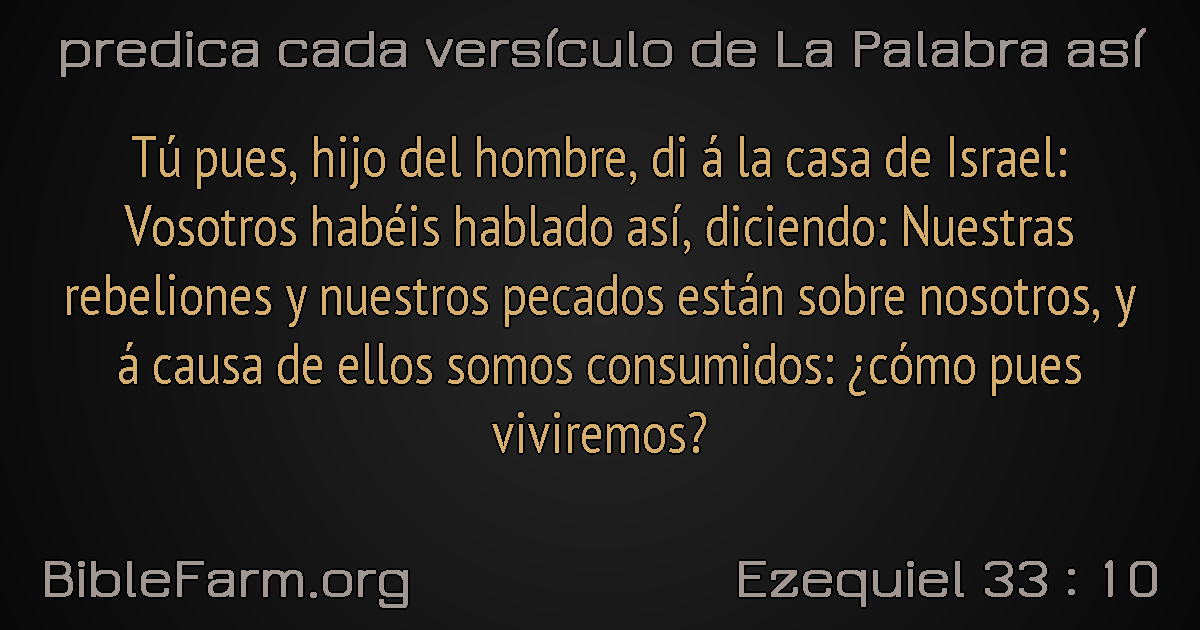 predica cada versículo de La Palabra así
Tú pues, hijo del hombre, di á la casa de Israel:
Vosotros habéis hablado así, diciendo: Nuestras
rebeliones y nuestros pecados están sobre nosotros, y
á causa de ellos somos consumidos: ¿cómo pues
viviremos?
BibleFarm.org
Ezequiel 33 : 10